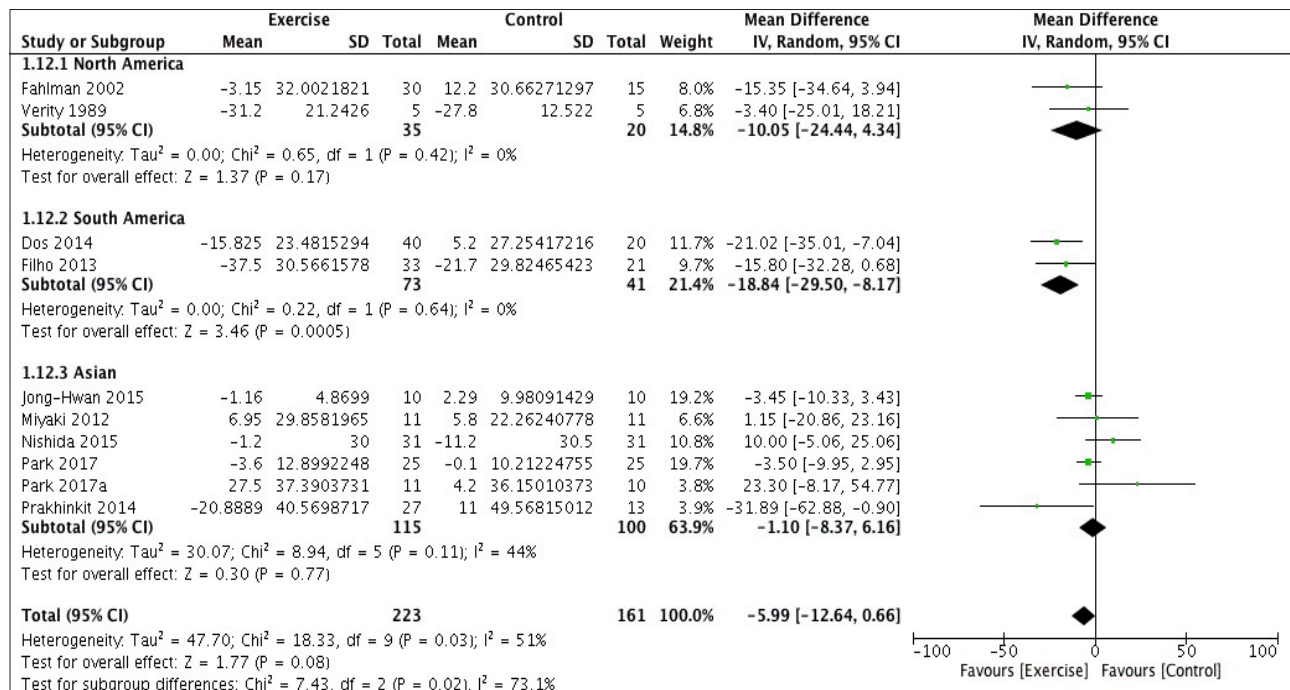 Exercise Control Mean Difference Mean Difference
Study or Subgroup Mean SD Total Mean SD Total Weight IV, Random, 95% CI IV, Random, 95% CI
1.12.1 North America
Fahlman 2002 -3.15 32.0021821 30 12.2 30.66271297 15 8.0% -15.35 [-34.64, 3.94]
Verity 1989 -31.2 21.2426 5 -27.8 12.522 5 6.8% -3.40 [-25.01, 18.21]
Subtotal (95% CI) 35 20 14.8% -10.05 [-24.44, 4.34]
Heterogeneity: Tau² = 0.00; Chi² = 0.65, df = 1 (P = 0.42); I² = 0%
Test for overall effect: Z = 1.37 (P = 0.17)
1.12.2 South America
Dos 2014 -15.825 23.4815294 40 5.2 27.25417216 20 11.7% -21.02 [-35.01, -7.04]
Filho 2013 -37.5 30.5661578 33 -21.7 29.82465423 21 9.7% -15.80 [-32.28, 0.68]
Subtotal (95% CI) 73 41 21.4% -18.84 [-29.50, -8.17]
Heterogeneity: Tau² = 0.00; Chi² = 0.22, df = 1 (P = 0.64); I² = 0%
Test for overall effect: Z = 3.46 (P = 0.0005)
1.12.3 Asian
Jong-Hwan 2015 -1.16 4.8699 10 2.29 9.98091429 10 19.2% -3.45 [-10.33, 3.43]
Miyaki 2012 6.95 29.8581965 11 5.8 22.26240778 11 6.6% 1.15 [-20.86, 23.16]
Nishida 2015 -1.2 30 31 -11.2 30.5 31 10.8% 10.00 [-5.06, 25.06]
Park 2017 -3.6 12.8992248 25 -0.1 10.21224755 25 19.7% -3.50 [-9.95, 2.95]
Park 2017a 27.5 37.3903731 11 4.2 36.15010373 10 3.8% 23.30 [-8.17, 54.77]
Prakhinkit 2014 -20.8889 40.5698717 27 11 49.56815012 13 3.9% -31.89 [-62.88, -0.90]
Subtotal (95% CI) 115 100 63.9% -1.10 [-8.37, 6.16]
Heterogeneity: Tau² = 30.07; Chi² = 8.94, df = 5 (P = 0.11); I² = 44%
Test for overall effect: Z = 0.30 (P = 0.77)
Total (95% CI) 223 161 100.0% -5.99 [-12.64, 0.66]
Heterogeneity: Tau² = 47.70; Chi² = 18.33, df = 9 (P = 0.03); I² = 51%
Test for overall effect: Z = 1.77 (P = 0.08)
Test for subgroup differences: Chi² = 7.43, df = 2 (P = 0.02), I² = 73.1%
-100 -50 0 50 100
Favours [Exercise] Favours [Control]